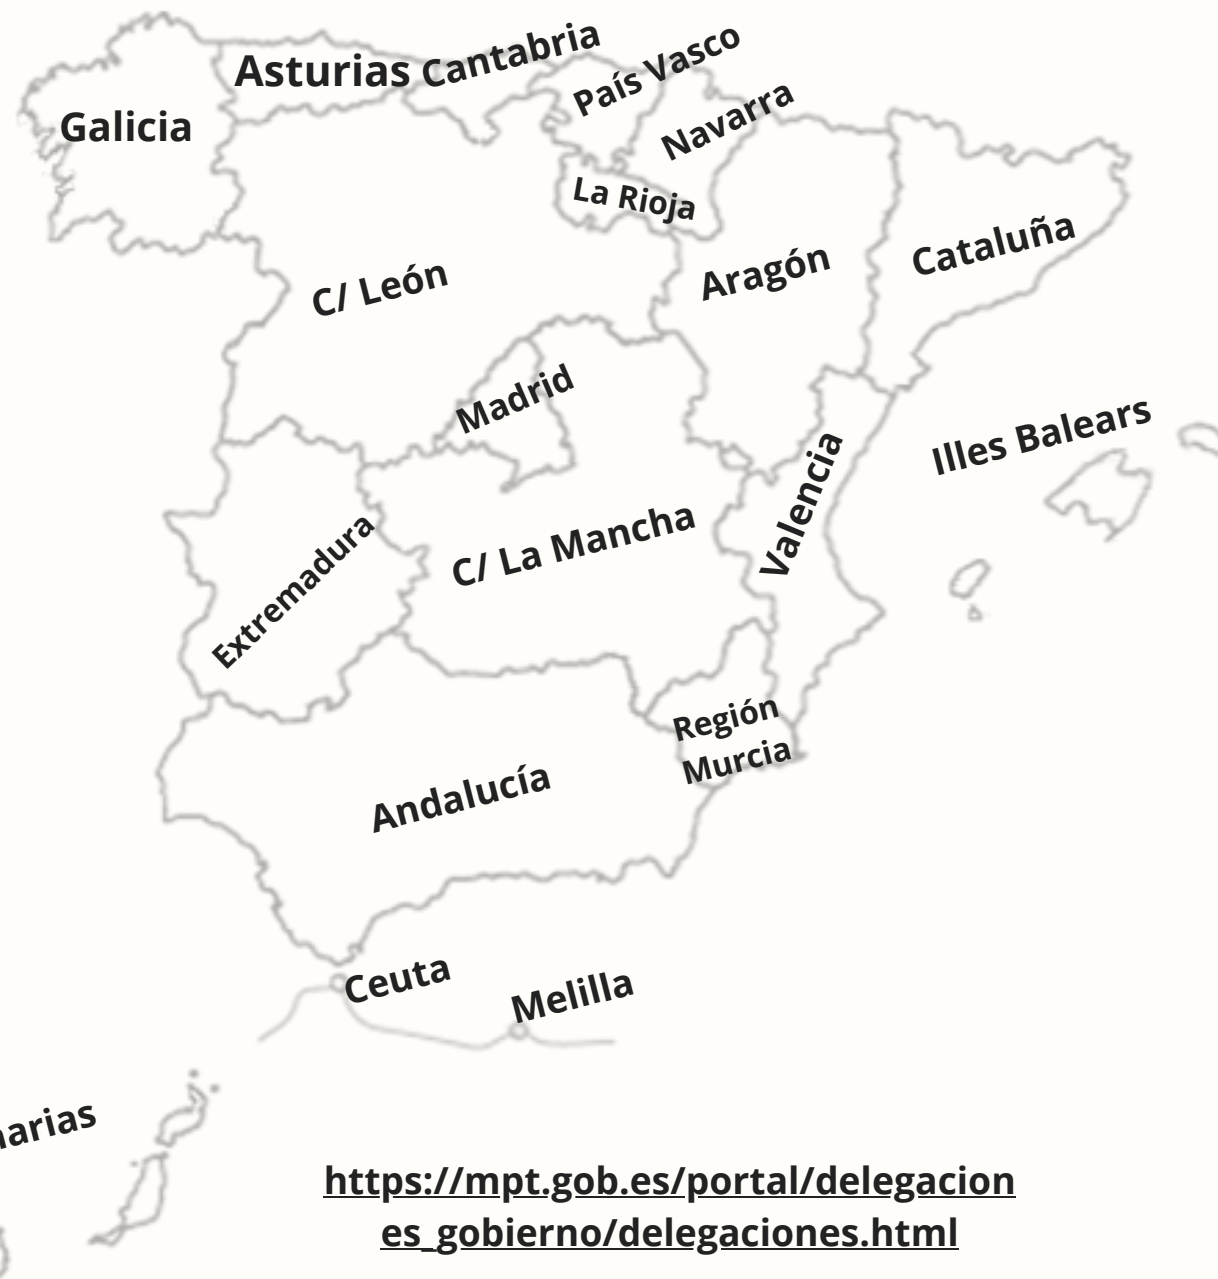 Asturias
Cantabria
País Vasco
Galicia
Navarra
La Rioja
C/ León
Aragón
Cataluña
Madrid
Illes Balears
Valencia
C/ La Mancha
Extremadura
Región
Murcia
Andalucía
Ceuta
Melilla
narias
https://mpt.gob.es/portal/delegacion
es_gobierno/delegaciones.html